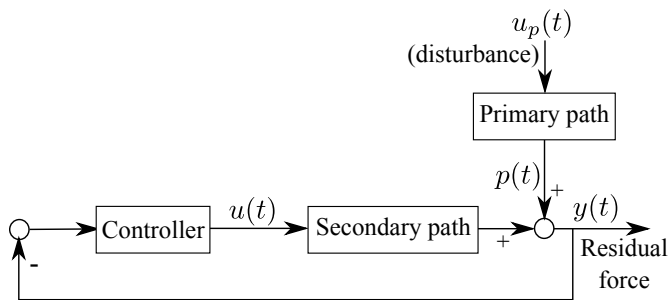 u_p(t)
(disturbance)
Primary path
p(t)
+
Controller
u(t)
Secondary path
+
y(t)
Residual
force
-